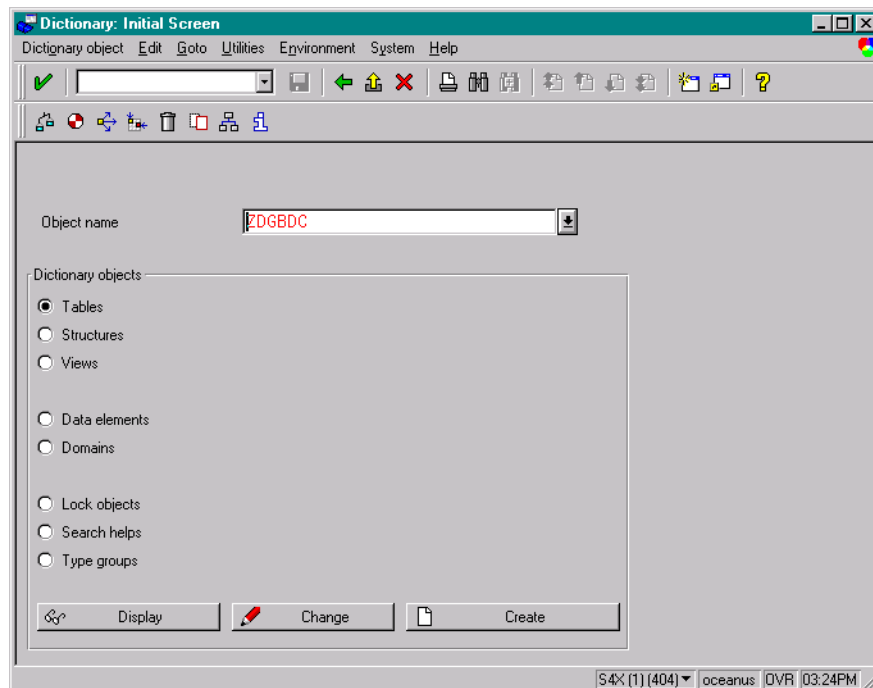 Dictionary: Initial Screen
Dictionary object Edit Goto Utilities Environment System Help
Object name ZDGBDC
Dictionary objects
Tables
Structures
Views
Data elements
Domains
Lock objects
Search helps
Type groups
Display Change Create
S4X (1) (404) oceanus OVR 03:24PM